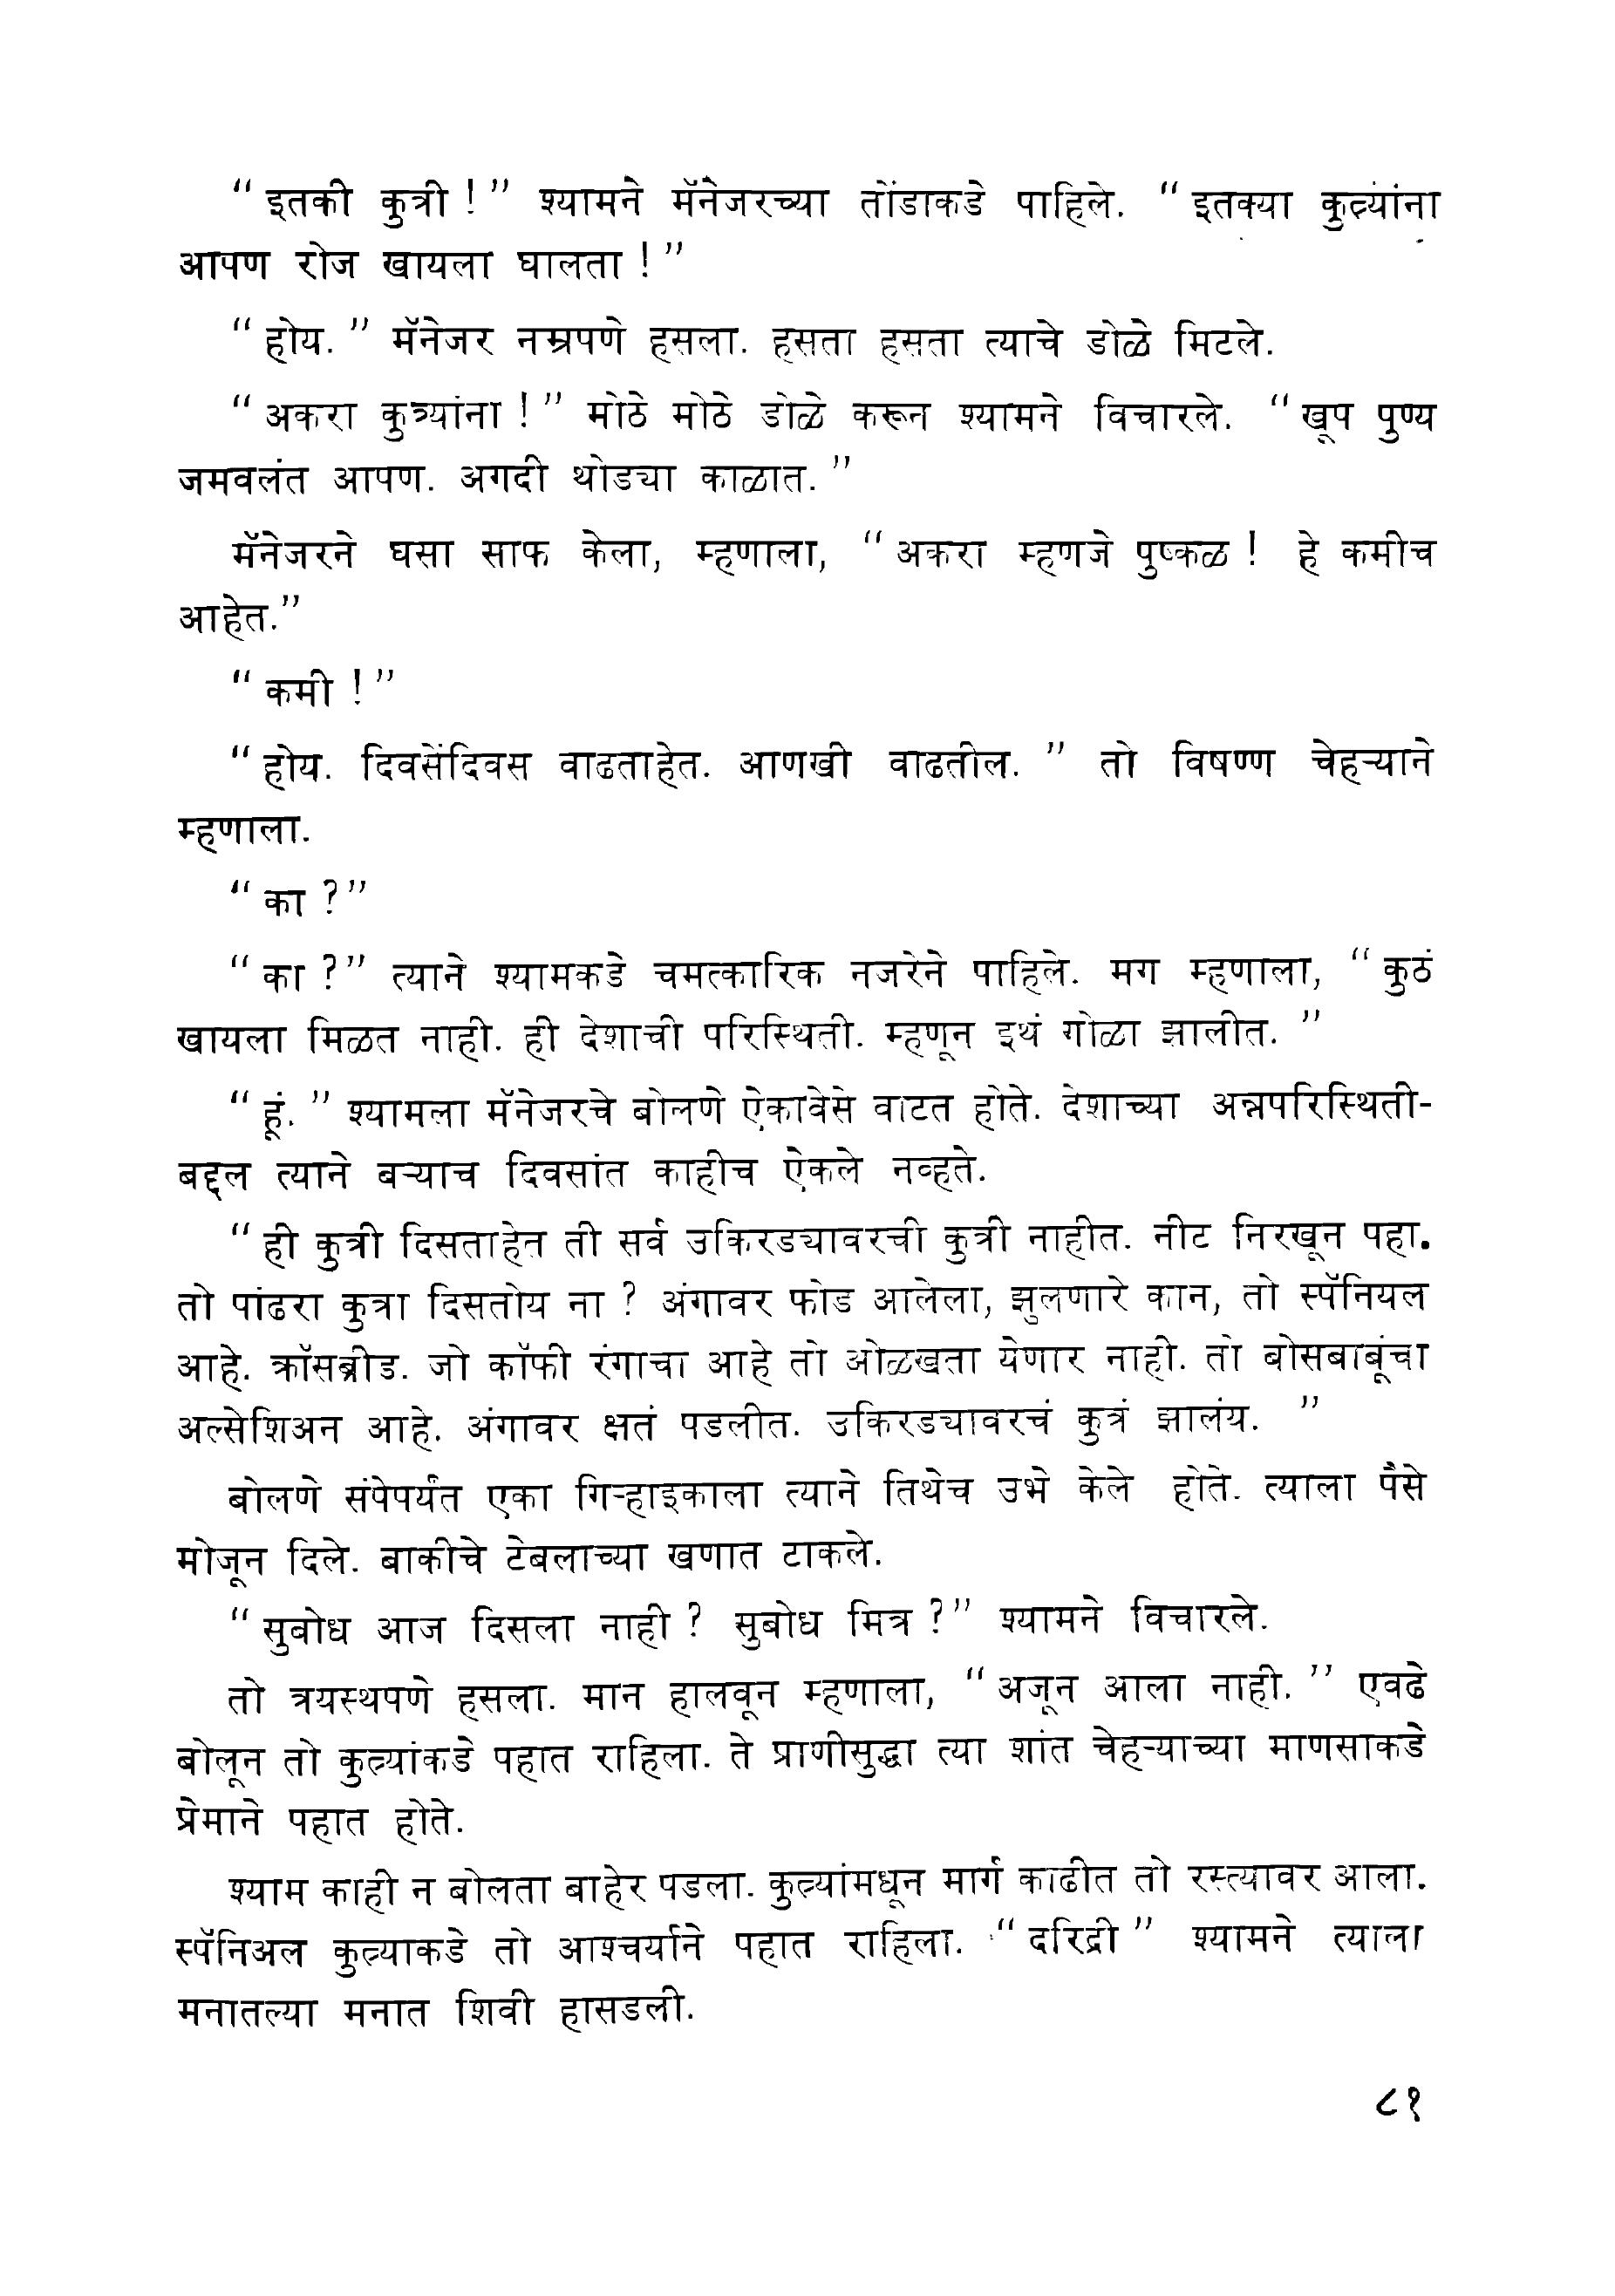 “ इतकी कुत्री ! ” श्यामने मॅनेजरच्या तोंडाकडे पाहिले. “ इतक्या कुत्र्यांना
आपण रोज खायला घालता ! ”
“ होय. ” मॅनेजर नम्रपणे हसला. हसता हसता त्याचे डोळे मिटले.
“ अकरा कुत्र्यांना ! ” मोठे मोठे डोळे करून श्यामने विचारले. “ खूप पुण्य
जमवलंत आपण. अगदी थोड्या काळात. ”
मॅनेजरने घसा साफ केला, म्हणाला, “ अकरा म्हणजे पुष्कळ ! हे कमीच
आहेत.”
“ कमी ! ”
“ होय. दिवसेंदिवस वाढताहेत. आणखी वाढतील. ” तो विषण्ण चेहऱ्याने
म्हणाला.
“ का ? ”
“ का ? ” त्याने श्यामकडे चमत्कारिक नजरेने पाहिले. मग म्हणाला, “ कुठं
खायला मिळत नाही. ही देशाची परिस्थिती. म्हणून इथं गोळा झालीत. ”
“ हूं. ” श्यामला मॅनेजरचे बोलणे ऐकावेसे वाटत होते. देशाच्या अन्नपरिस्थिती-
बद्दल त्याने बऱ्याच दिवसांत काहीच ऐकले नव्हते.
“ ही कुत्री दिसताहेत ती सर्व उकिरड्यावरची कुत्री नाहीत. नीट निरखून पहा.
तो पांढरा कुत्रा दिसतोय ना ? अंगावर फोड आलेला, झुलणारे कान, तो स्पॅनियल
आहे. क्रॉसब्रीड. जो कॉफी रंगाचा आहे तो ओळखता येणार नाही. तो बोसबाबूंचा
अल्सेशिअन आहे. अंगावर क्षतं पडलीत. उकिरड्यावरचं कुत्रं झालंय. ”
बोलणे संपेपर्यंत एका गिऱ्हाइकाला त्याने तिथेच उभे केले होते. त्याला पैसे
मोजून दिले. बाकीचे टेबलाच्या खणात टाकले.
“ सुबोध आज दिसला नाही ? सुबोध मित्र ? ” श्यामने विचारले.
तो त्रयस्थपणे हसला. मान हालवून म्हणाला, “ अजून आला नाही. ” एवढे
बोलून तो कुत्र्यांकडे पहात राहिला. ते प्राणीसुद्धा त्या शांत चेहऱ्याच्या माणसाकडे
प्रेमाने पहात होते.
श्याम काही न बोलता बाहेर पडला. कुत्र्यांमधून मार्ग काढीत तो रस्त्यावर आला.
स्पॅनिअल कुत्र्याकडे तो आश्चर्याने पहात राहिला. “ दरिद्री ” श्यामने त्याला
मनातल्या मनात शिवी हासडली.
८१